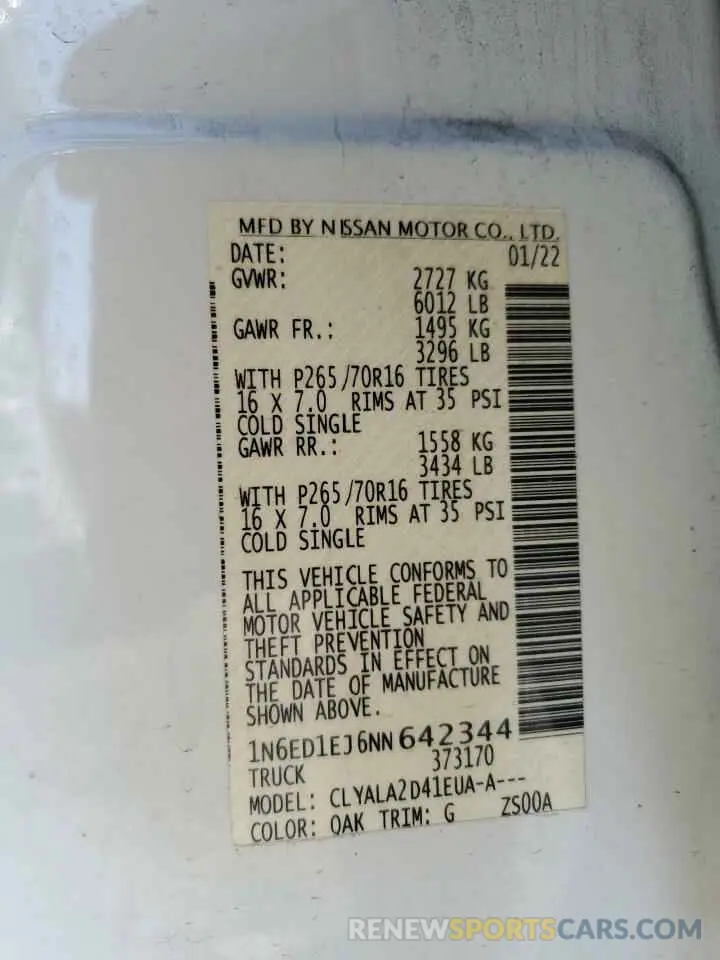 MFD BY NISSAN MOTOR CO., LTD.
DATE: 01/22
GVWR: 2727 KG
6012 LB
GAWR FR.: 1495 KG
3296 LB
WITH P265/70R16 TIRES
16 X 7.0 RIMS AT 35 PSI
COLD SINGLE
GAWR RR.: 1558 KG
3434 LB
WITH P265/70R16 TIRES
16 X 7.0 RIMS AT 35 PSI
COLD SINGLE
THIS VEHICLE CONFORMS TO
ALL APPLICABLE FEDERAL
MOTOR VEHICLE SAFETY AND
THEFT PREVENTION
STANDARDS IN EFFECT ON
THE DATE OF MANUFACTURE
SHOWN ABOVE.
1N6ED1EJ6NN642344
TRUCK 373170
MODEL: CLYALA2D41EUA-A---
COLOR: QAK TRIM: G ZS00A
RENEWSPORTSCARS.COM